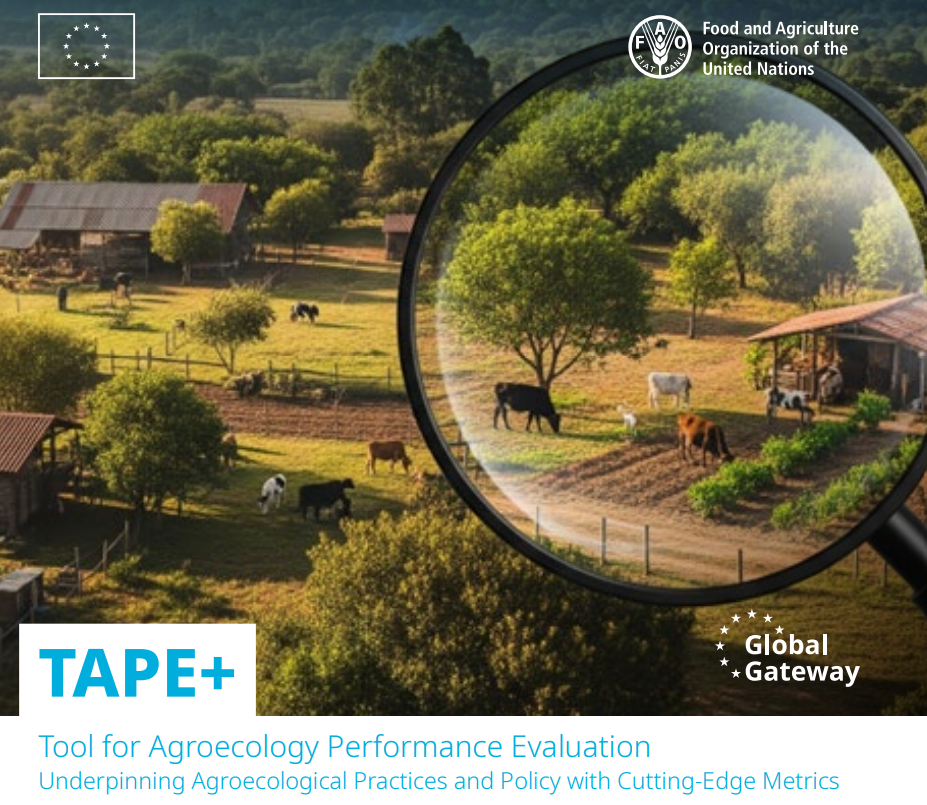 Food and Agriculture
Organization of the
United Nations
F A O
FIAT PANIS
Global
Gateway
TAPE+
Tool for Agroecology Performance Evaluation
Underpinning Agroecological Practices and Policy with Cutting-Edge Metrics